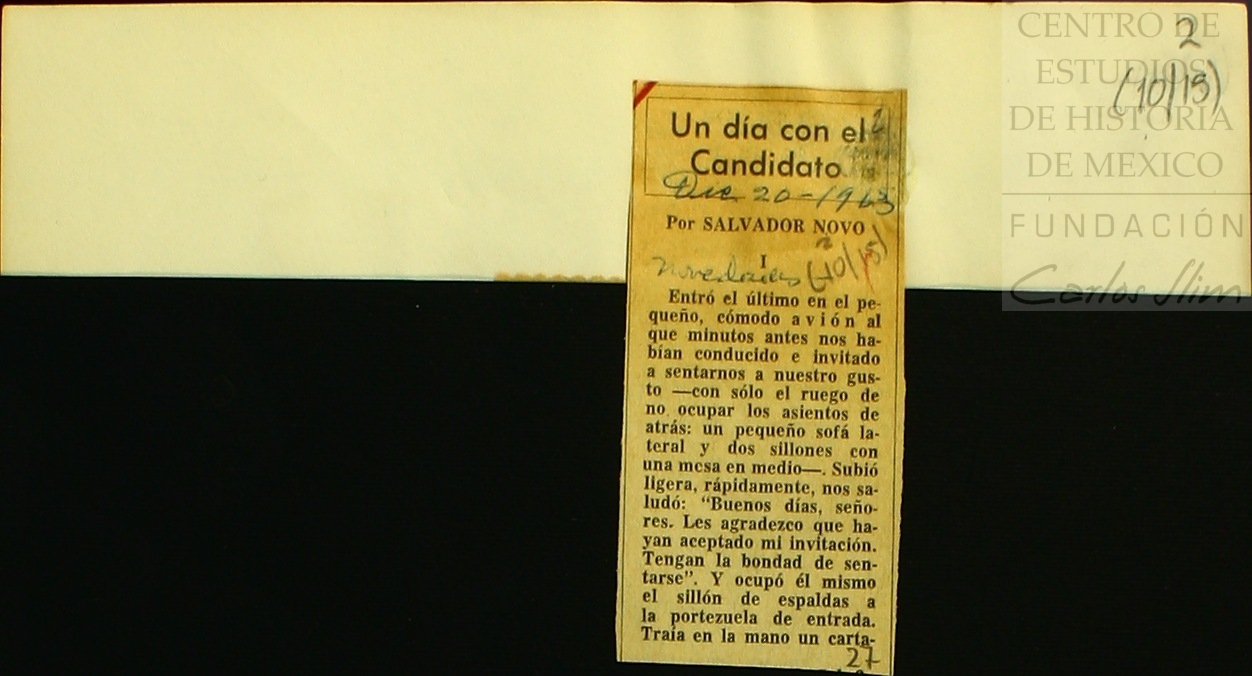 CENTRO DE
ESTUDIOS
DE HISTORIA
DE MEXICO
FUNDACIÓN
Carlos Slim
2
(10/15)
Un día con el
Candidato
Dic 20-1963
Por SALVADOR NOVO
I
Novedades (10/15)
Entró el último en el pe-
queño, cómodo avión al
que minutos antes nos ha-
bían conducido e invitado
a sentarnos a nuestro gus-
to —con sólo el ruego de
no ocupar los asientos de
atrás: un pequeño sofá la-
teral y dos sillones con
una mesa en medio—. Subió
ligera, rápidamente, nos sa-
ludó: “Buenos días, seño-
res. Les agradezco que ha-
yan aceptado mi invitación.
Tengan la bondad de sen-
tarse”. Y ocupó él mismo
el sillón de espaldas a
la portezuela de entrada.
Traía en la mano un carta-
27